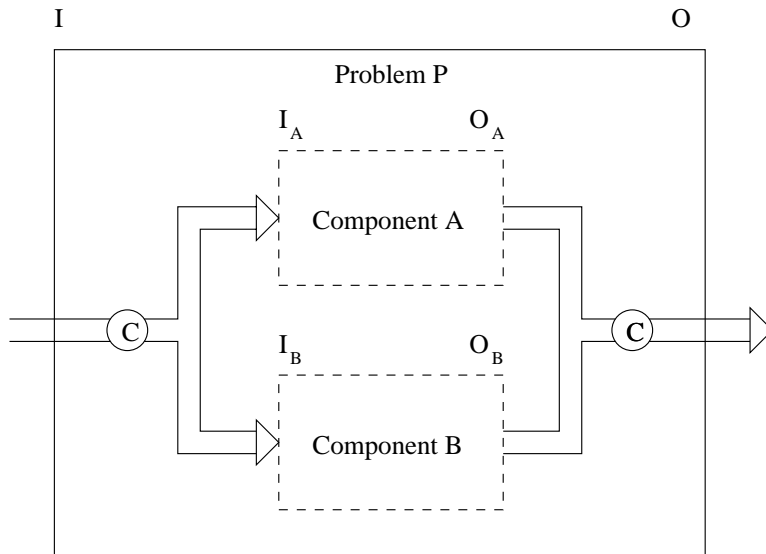 I O
Problem P
I_A O_A
Component A
C C
I_B O_B
Component B